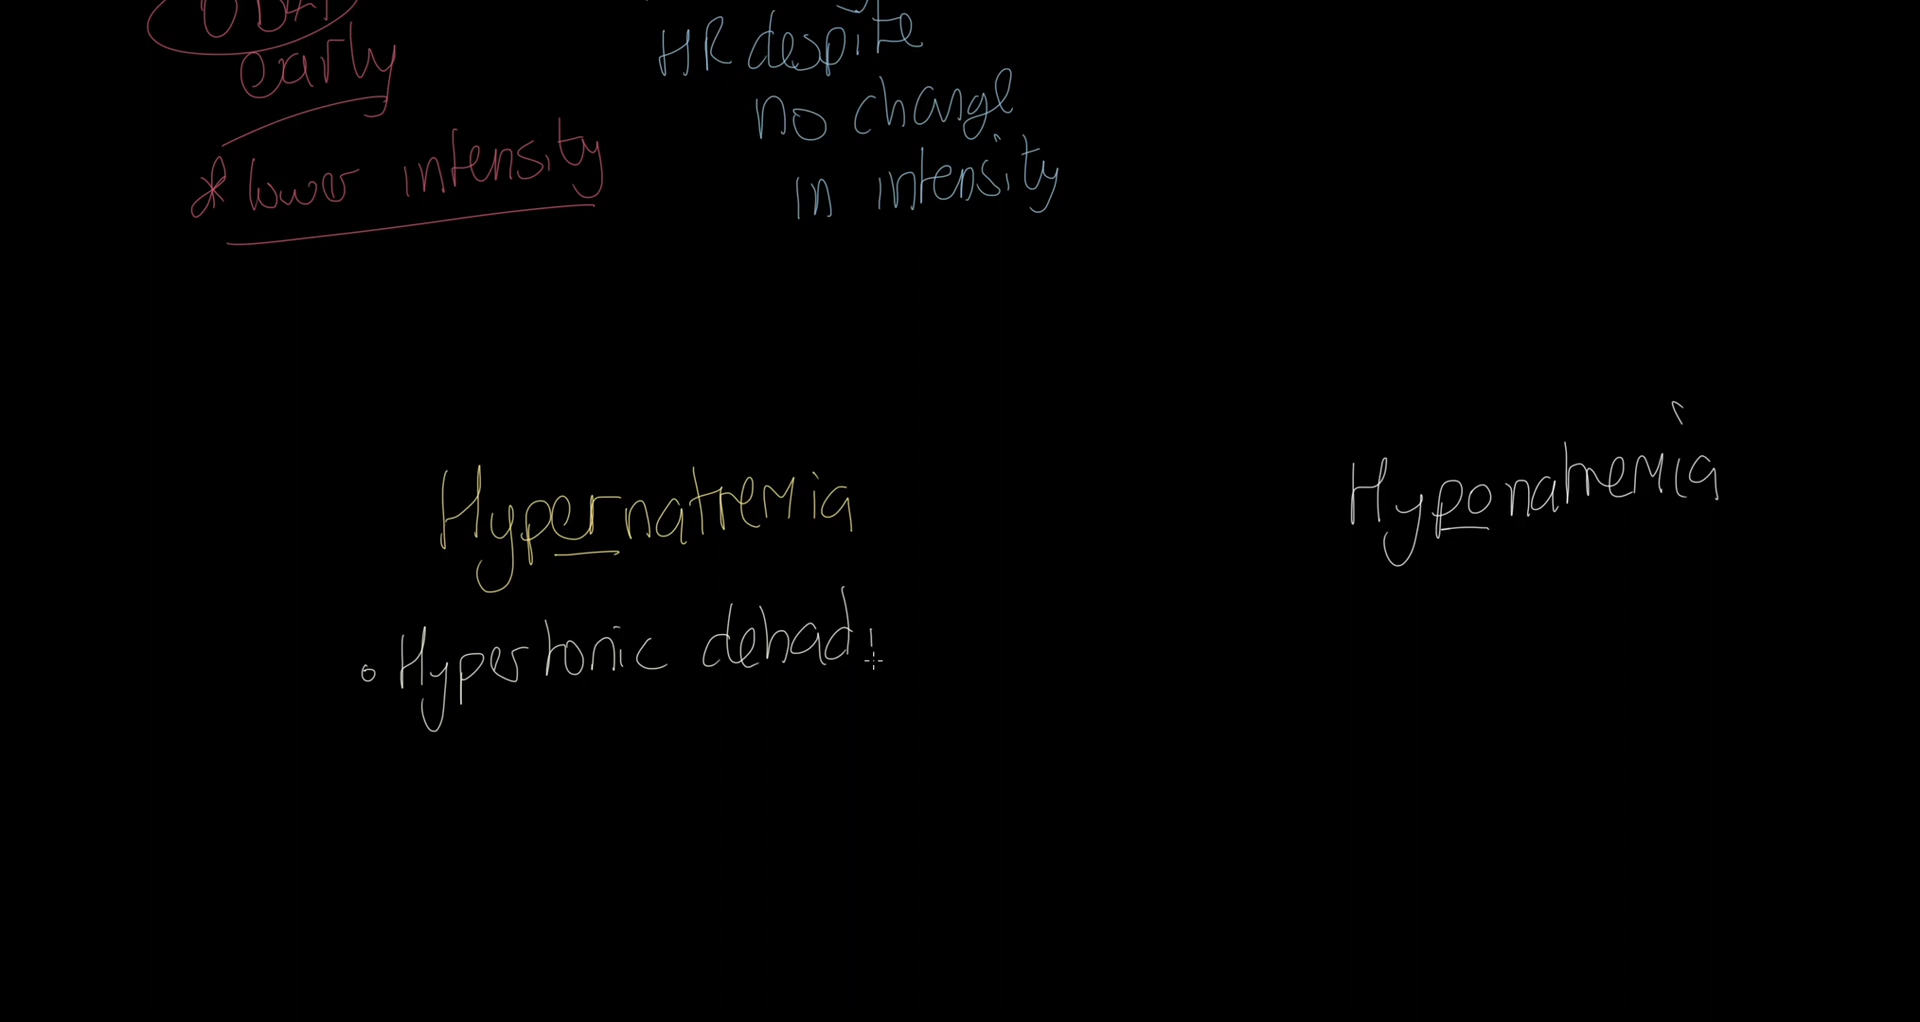 early
* lower intensity
HR despite
no change
in intensity
Hypernatremia
Hyponatremia
• Hypertonic dehad